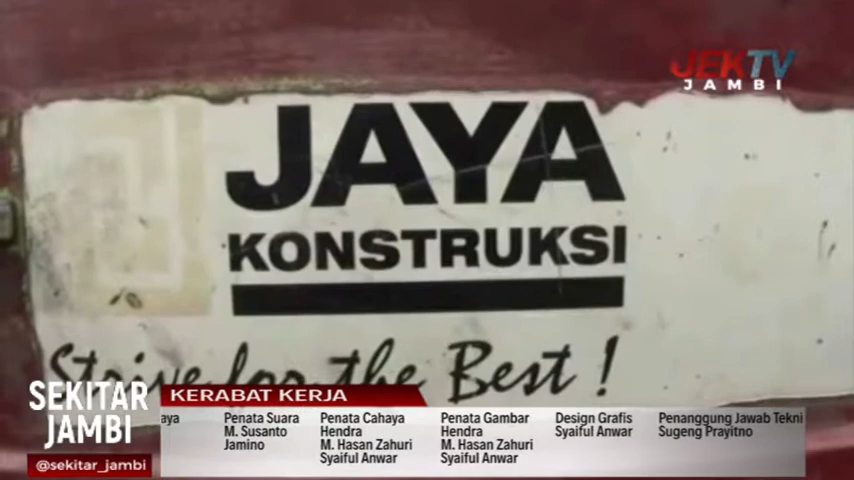 JEKTV
JAMBI
JAYA
KONSTRUKSI
Strive for the Best !
SEKITAR
JAMBI
@sekitar_jambi
KERABAT KERJA
aya
Penata Suara
M. Susanto
Jamino
Penata Cahaya
Hendra
M. Hasan Zahuri
Syaiful Anwar
Penata Gambar
Hendra
M. Hasan Zahuri
Syaiful Anwar
Design Grafis
Syaiful Anwar
Penanggung Jawab Tekni
Sugeng Prayitno